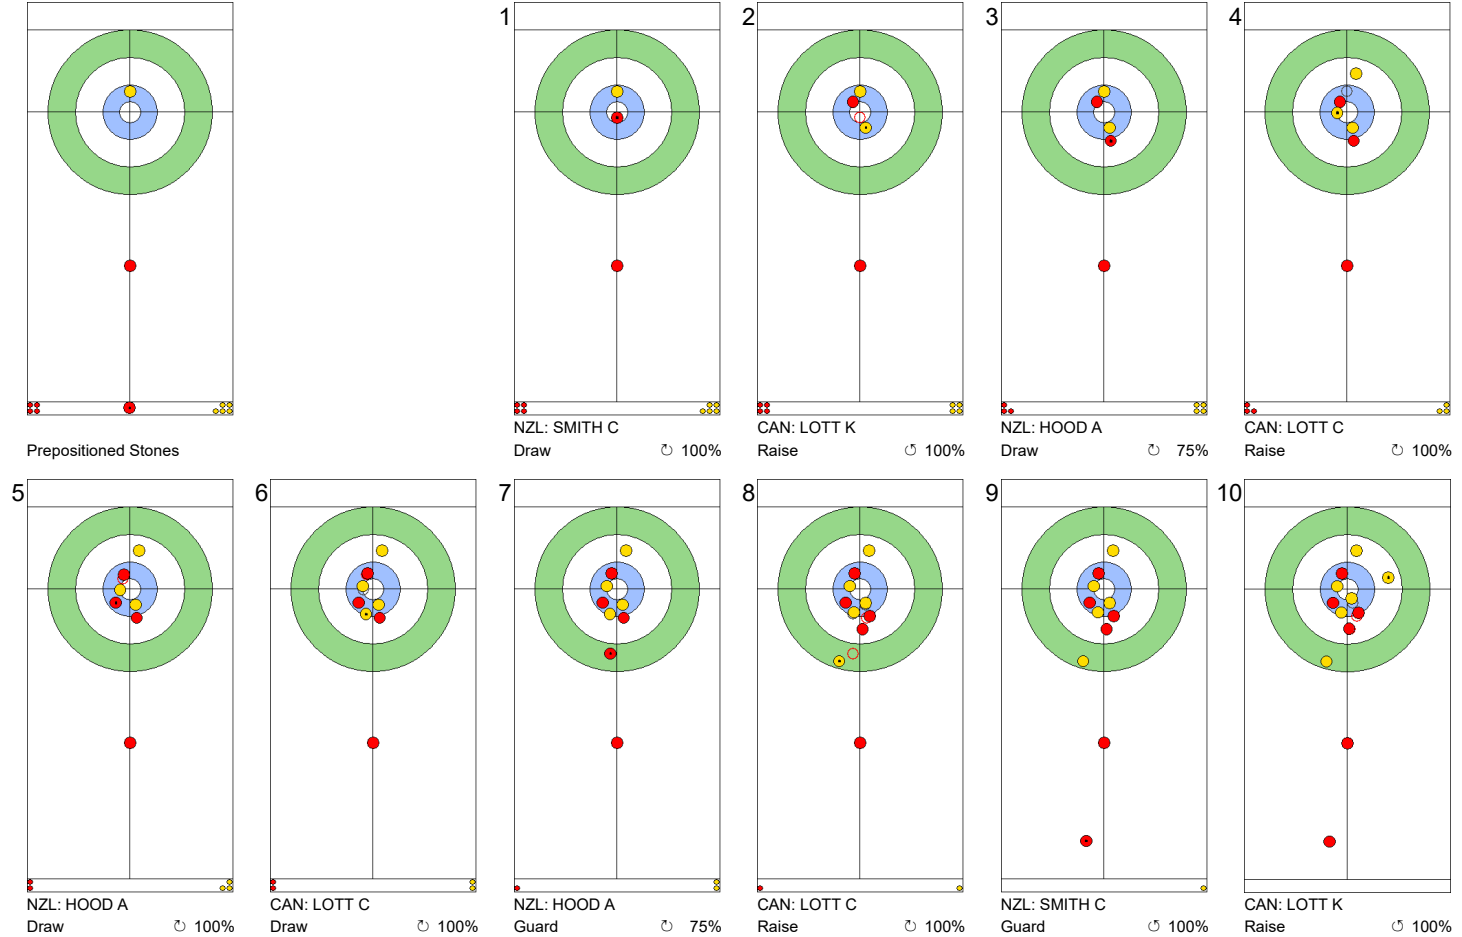 1
2
3
4
Prepositioned Stones
NZL: SMITH C
Draw ↻ 100%
CAN: LOTT K
Raise ↺ 100%
NZL: HOOD A
Draw ↻ 75%
CAN: LOTT C
Raise ↺ 100%
5
6
7
8
9
10
NZL: HOOD A
Draw ↻ 100%
CAN: LOTT C
Draw ↻ 100%
NZL: HOOD A
Guard ↻ 75%
CAN: LOTT C
Raise ↻ 100%
NZL: SMITH C
Guard ↺ 100%
CAN: LOTT K
Raise ↺ 100%